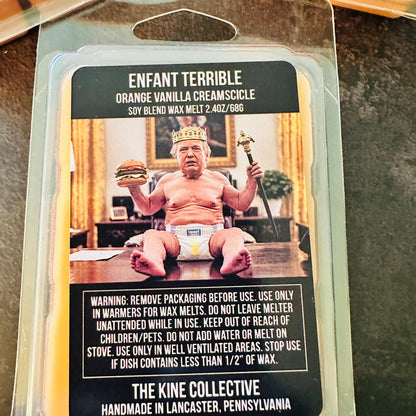 ENFANT TERRIBLE
ORANGE VANILLA CREAMSCICLE
SOY BLEND WAX MELT 2.4OZ/68G
WARNING: REMOVE PACKAGING BEFORE USE. USE ONLY
IN WARMERS FOR WAX MELTS. DO NOT LEAVE MELTER
UNATTENDED WHILE IN USE. KEEP OUT OF REACH OF
CHILDREN/PETS. DO NOT ADD WATER OR MELT ON
STOVE. USE ONLY IN WELL VENTILATED AREAS. STOP USE
IF DISH CONTAINS LESS THAN 1/2" OF WAX.
THE KINE COLLECTIVE
HANDMADE IN LANCASTER, PENNSYLVANIA